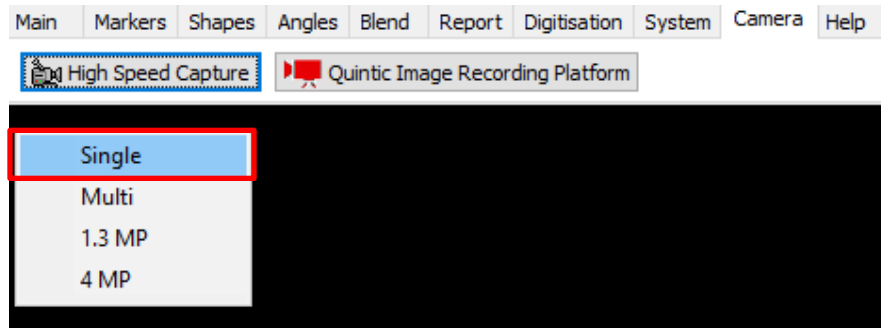 Main Markers Shapes Angles Blend Report Digitisation System Camera Help
High Speed Capture Quintic Image Recording Platform
Single
Multi
1.3 MP
4 MP